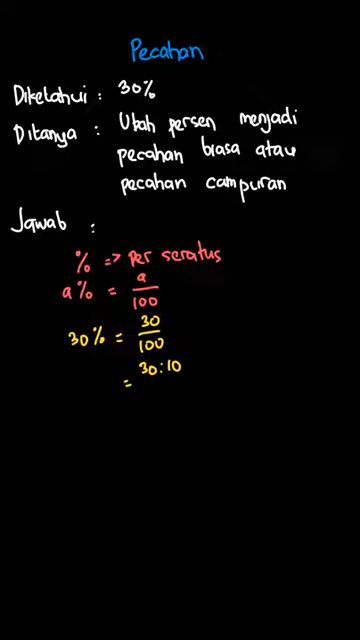 Pecahan
Diketahui : 30%
Ditanya : Ubah persen menjadi
pecahan biasa atau
pecahan campuran
Jawab :
% => per seratus
a% = a/100
30% = 30/100
= 30:10